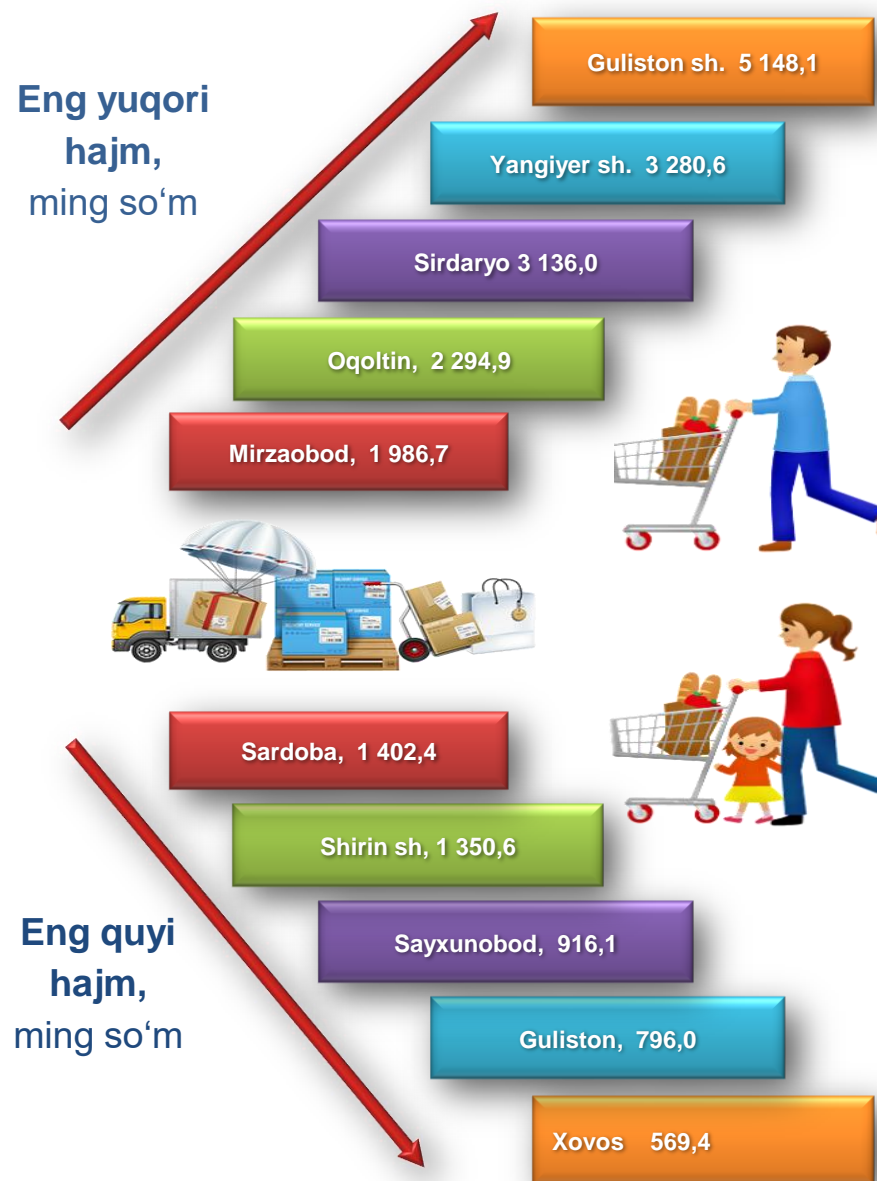 Guliston sh. 5 148,1
Eng yuqori
hajm,
ming so‘m
Yangiyer sh. 3 280,6
Sirdaryo 3 136,0
Oqoltin, 2 294,9
Mirzaobod, 1 986,7
Sardoba, 1 402,4
Shirin sh, 1 350,6
Eng quyi
hajm,
ming so‘m
Sayxunobod, 916,1
Guliston, 796,0
Xovos 569,4